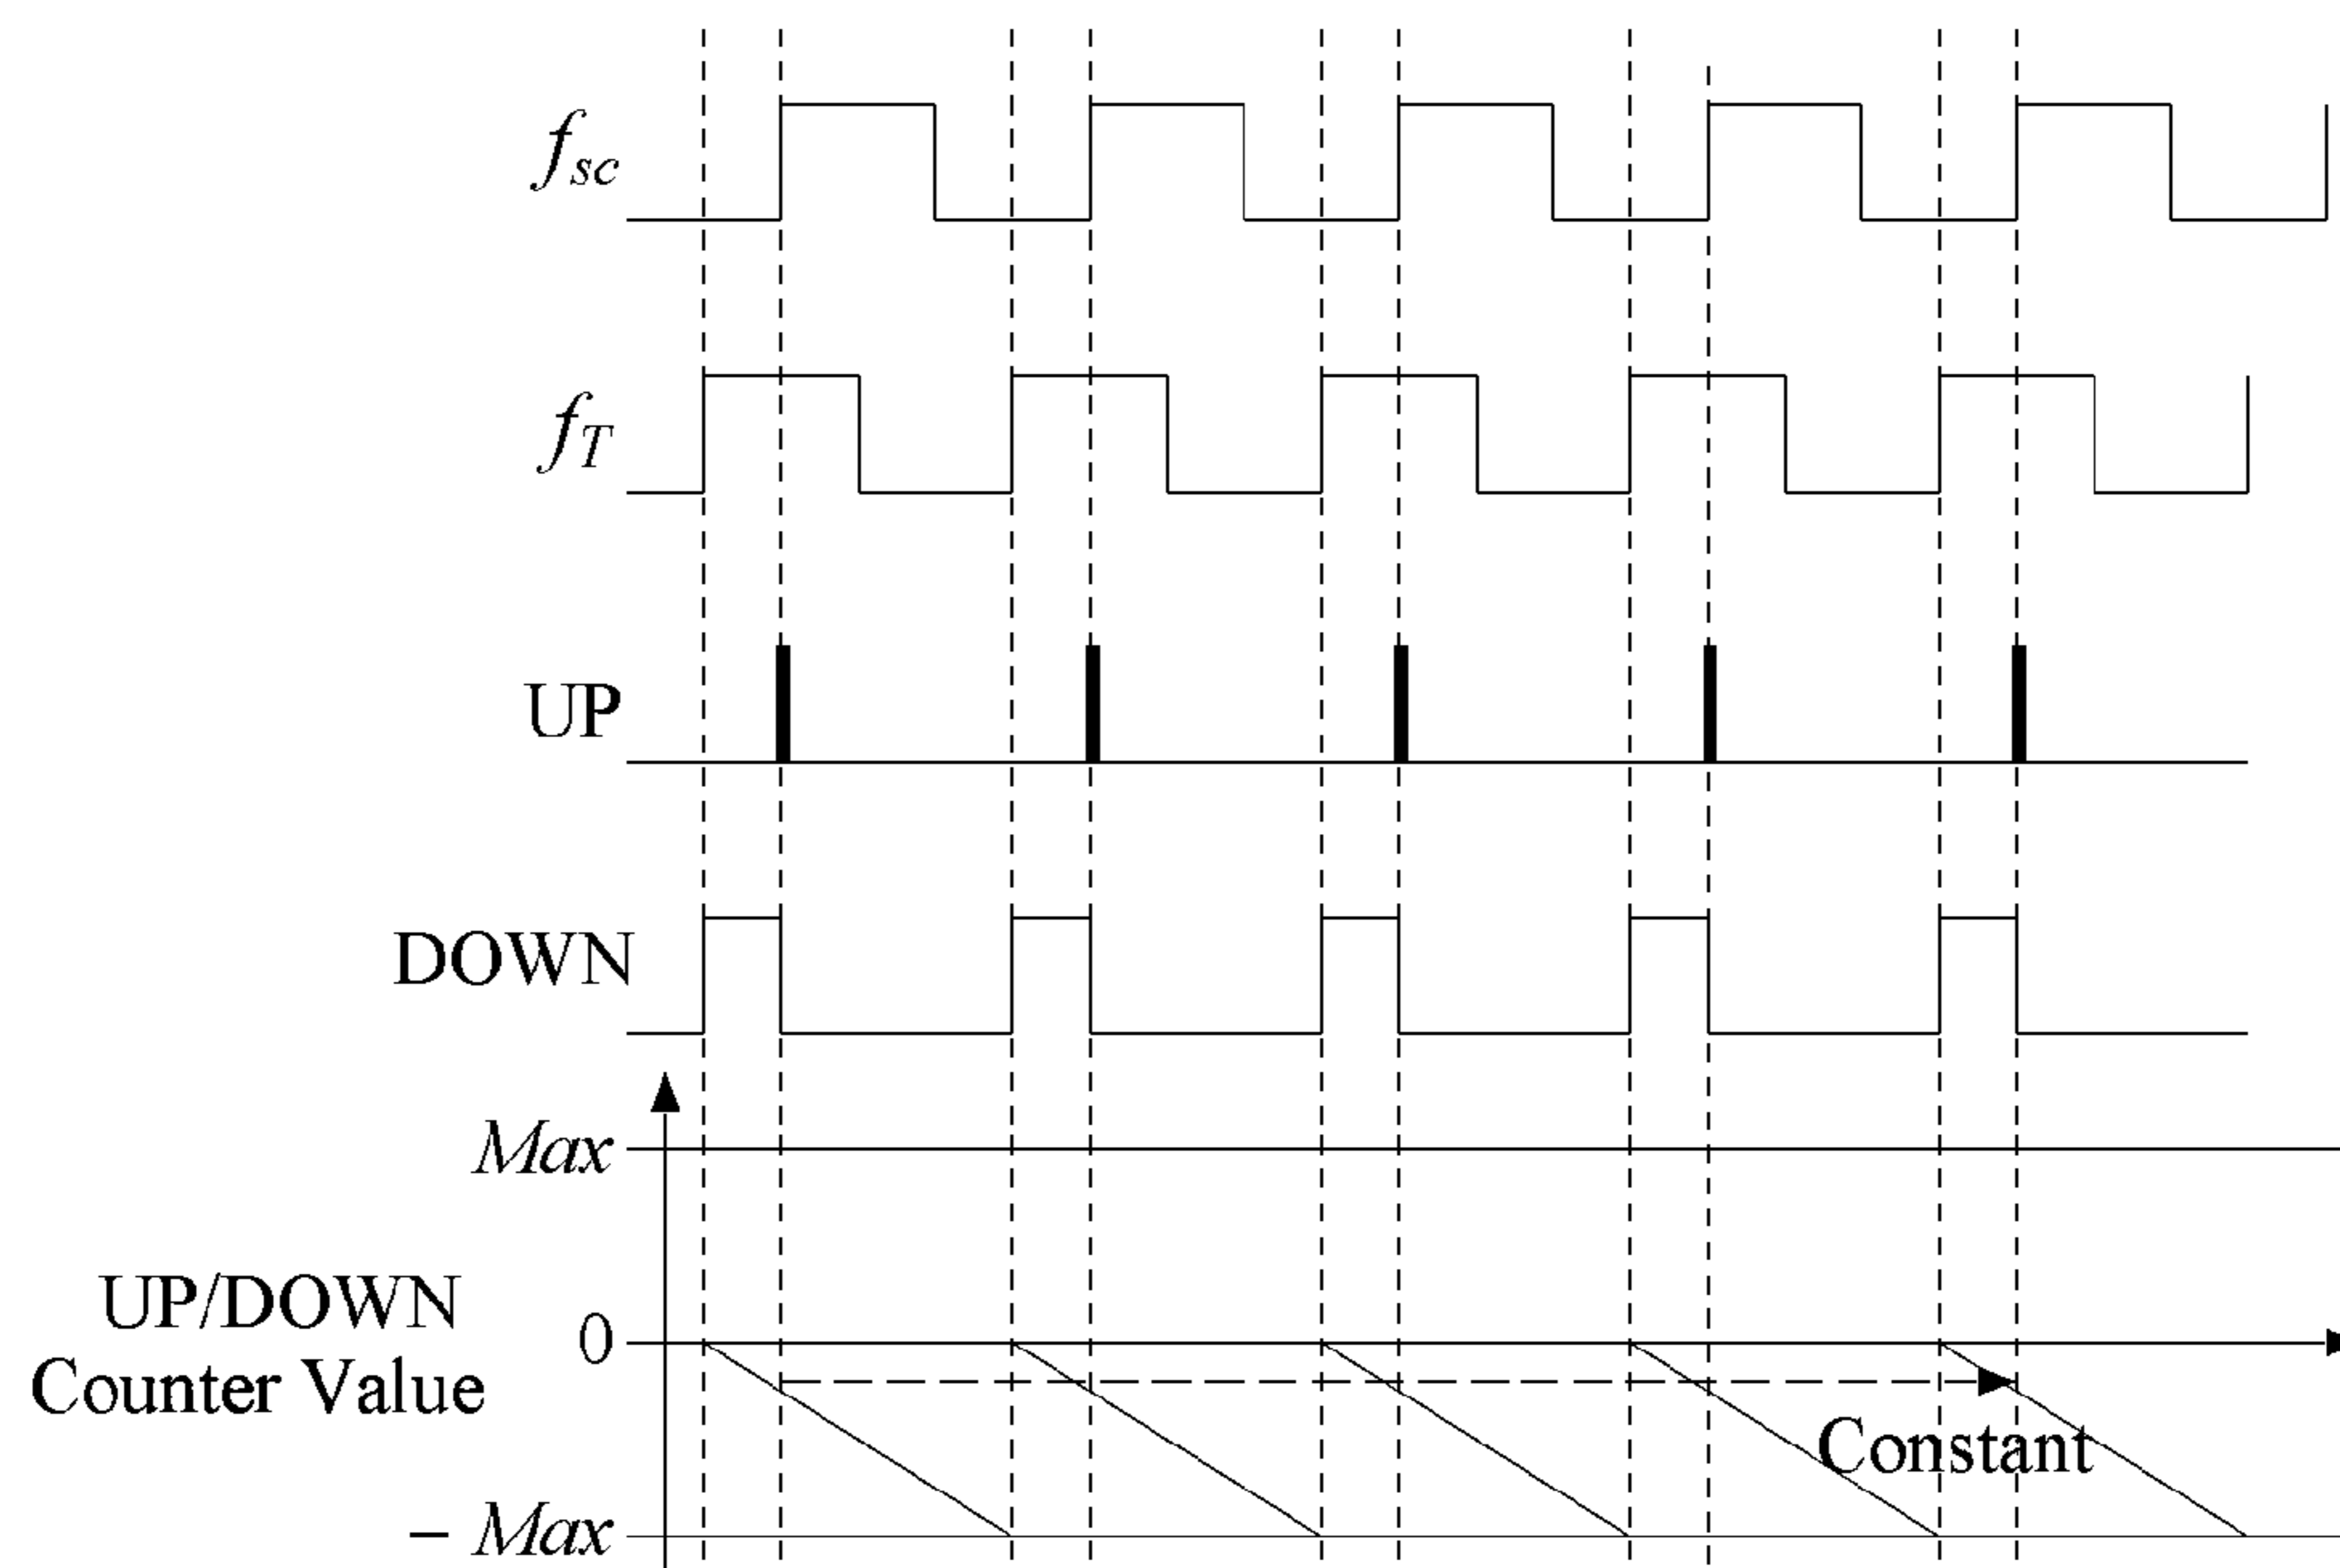 f_sc
f_T
UP
DOWN
Max
UP/DOWN
Counter Value
0
Constant
– Max